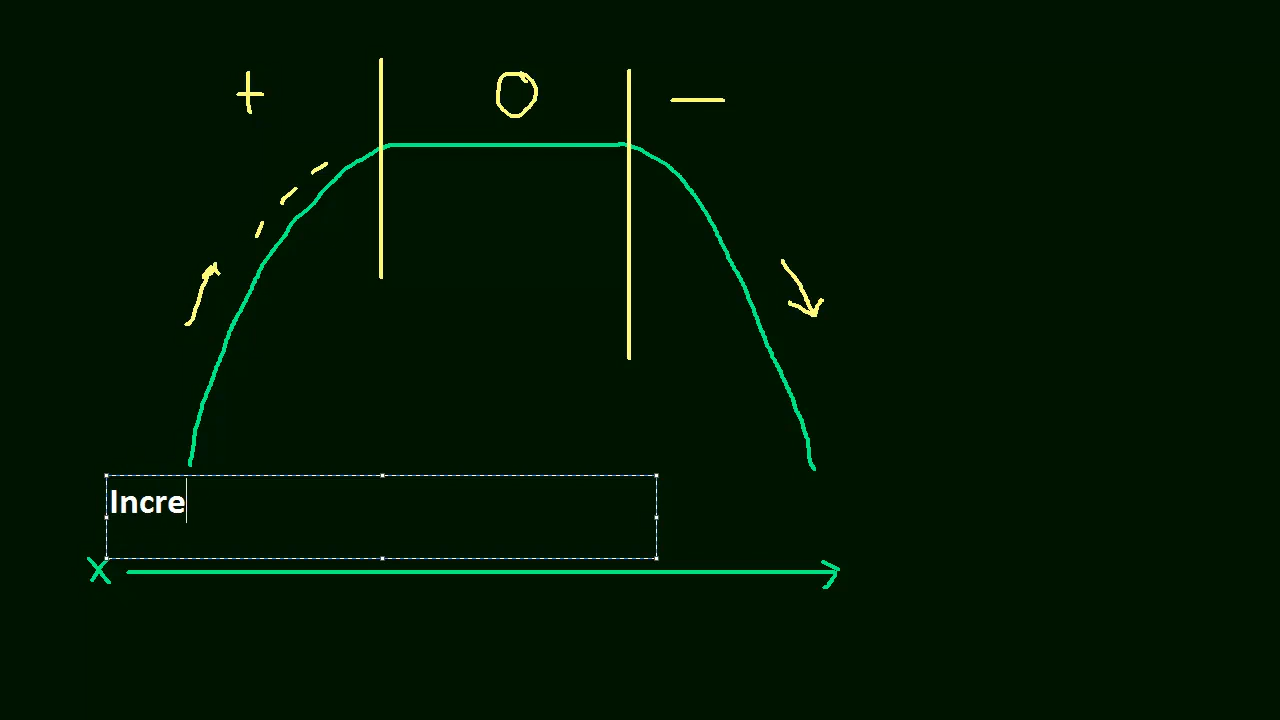 + 0 −
Incre
x